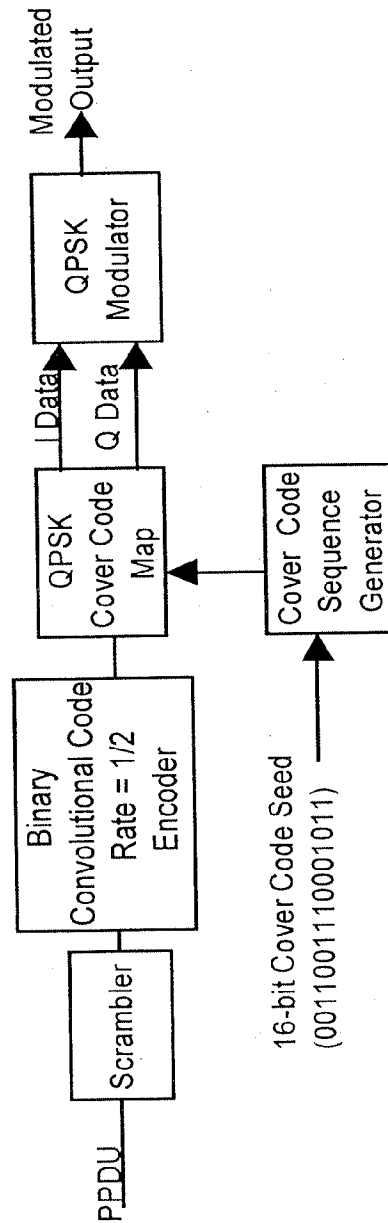 PPDU
Scrambler
Binary
Convolutional Code
Rate = 1/2
Encoder
QPSK
Cover Code
Map
I Data
Q Data
QPSK
Modulator
Modulated
Output
16-bit Cover Code Seed
(0011001110001011)
Cover Code
Sequence
Generator